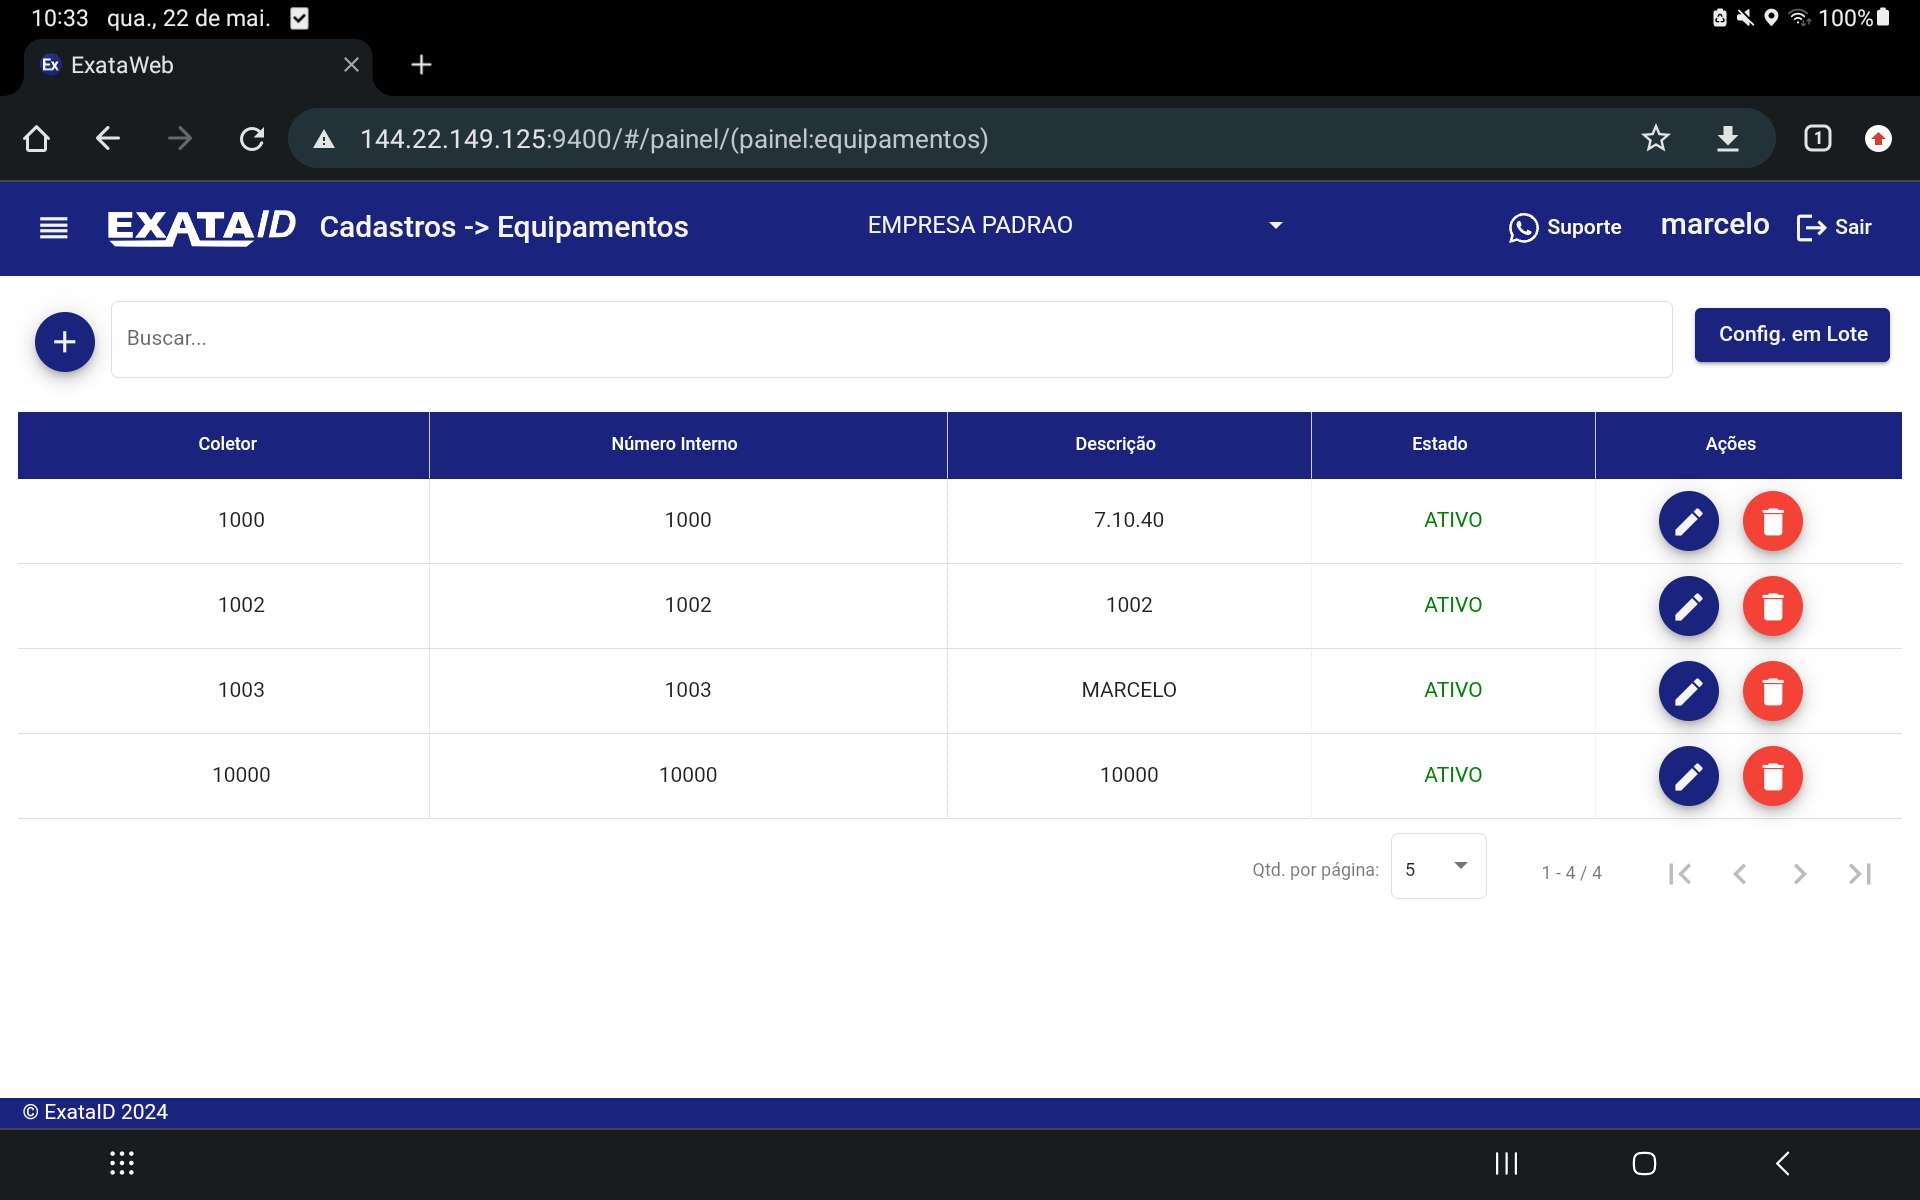 10:33 qua., 22 de mai. 100%
Ex ExataWeb
144.22.149.125:9400/#/painel/(painel:equipamentos) 1
EXATAID Cadastros -> Equipamentos EMPRESA PADRAO Suporte marcelo Sair
Buscar... Config. em Lote
Coletor Número Interno Descrição Estado Ações
1000 1000 7.10.40 ATIVO
1002 1002 1002 ATIVO
1003 1003 MARCELO ATIVO
10000 10000 10000 ATIVO
Qtd. por página: 5 1 - 4 / 4
© ExataID 2024